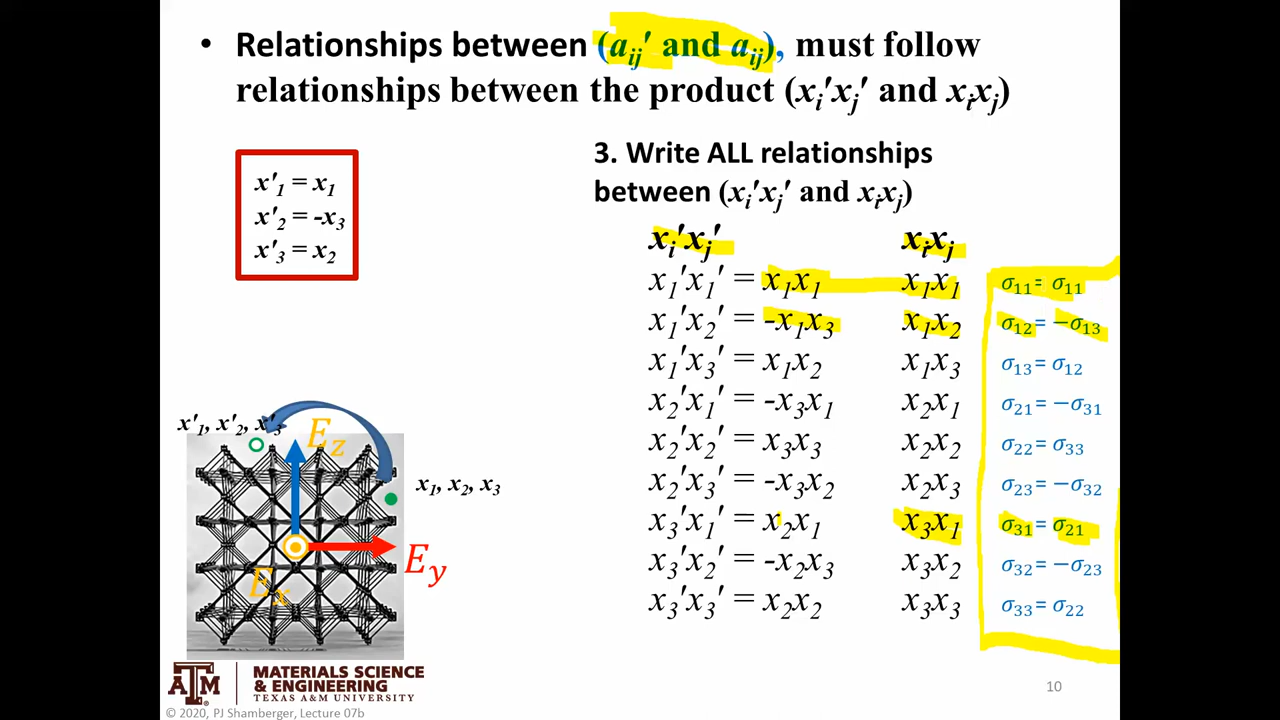 • Relationships between (aᵢⱼ′ and aᵢⱼ), must follow
relationships between the product (xᵢ′xⱼ′ and xᵢxⱼ)
x′₁ = x₁
x′₂ = -x₃
x′₃ = x₂
3. Write ALL relationships
between (xᵢ′xⱼ′ and xᵢxⱼ)
xᵢ′xⱼ′ xᵢxⱼ
x₁′x₁′ = x₁x₁ x₁x₁ σ₁₁= σ₁₁
x₁′x₂′ = -x₁x₃ x₁x₂ σ₁₂= −σ₁₃
x₁′x₃′ = x₁x₂ x₁x₃ σ₁₃= σ₁₂
x₂′x₁′ = -x₃x₁ x₂x₁ σ₂₁= −σ₃₁
x₂′x₂′ = x₃x₃ x₂x₂ σ₂₂= σ₃₃
x₂′x₃′ = -x₃x₂ x₂x₃ σ₂₃= −σ₃₂
x₃′x₁′ = x₂x₁ x₃x₁ σ₃₁= σ₂₁
x₃′x₂′ = -x₂x₃ x₃x₂ σ₃₂= −σ₂₃
x₃′x₃′ = x₂x₂ x₃x₃ σ₃₃= σ₂₂
x′₁, x′₂, x′₃
E_z
x₁, x₂, x₃
E_y
E_x
ATM
MATERIALS SCIENCE
& ENGINEERING
TEXAS A&M UNIVERSITY
© 2020, PJ Shamberger, Lecture 07b
10